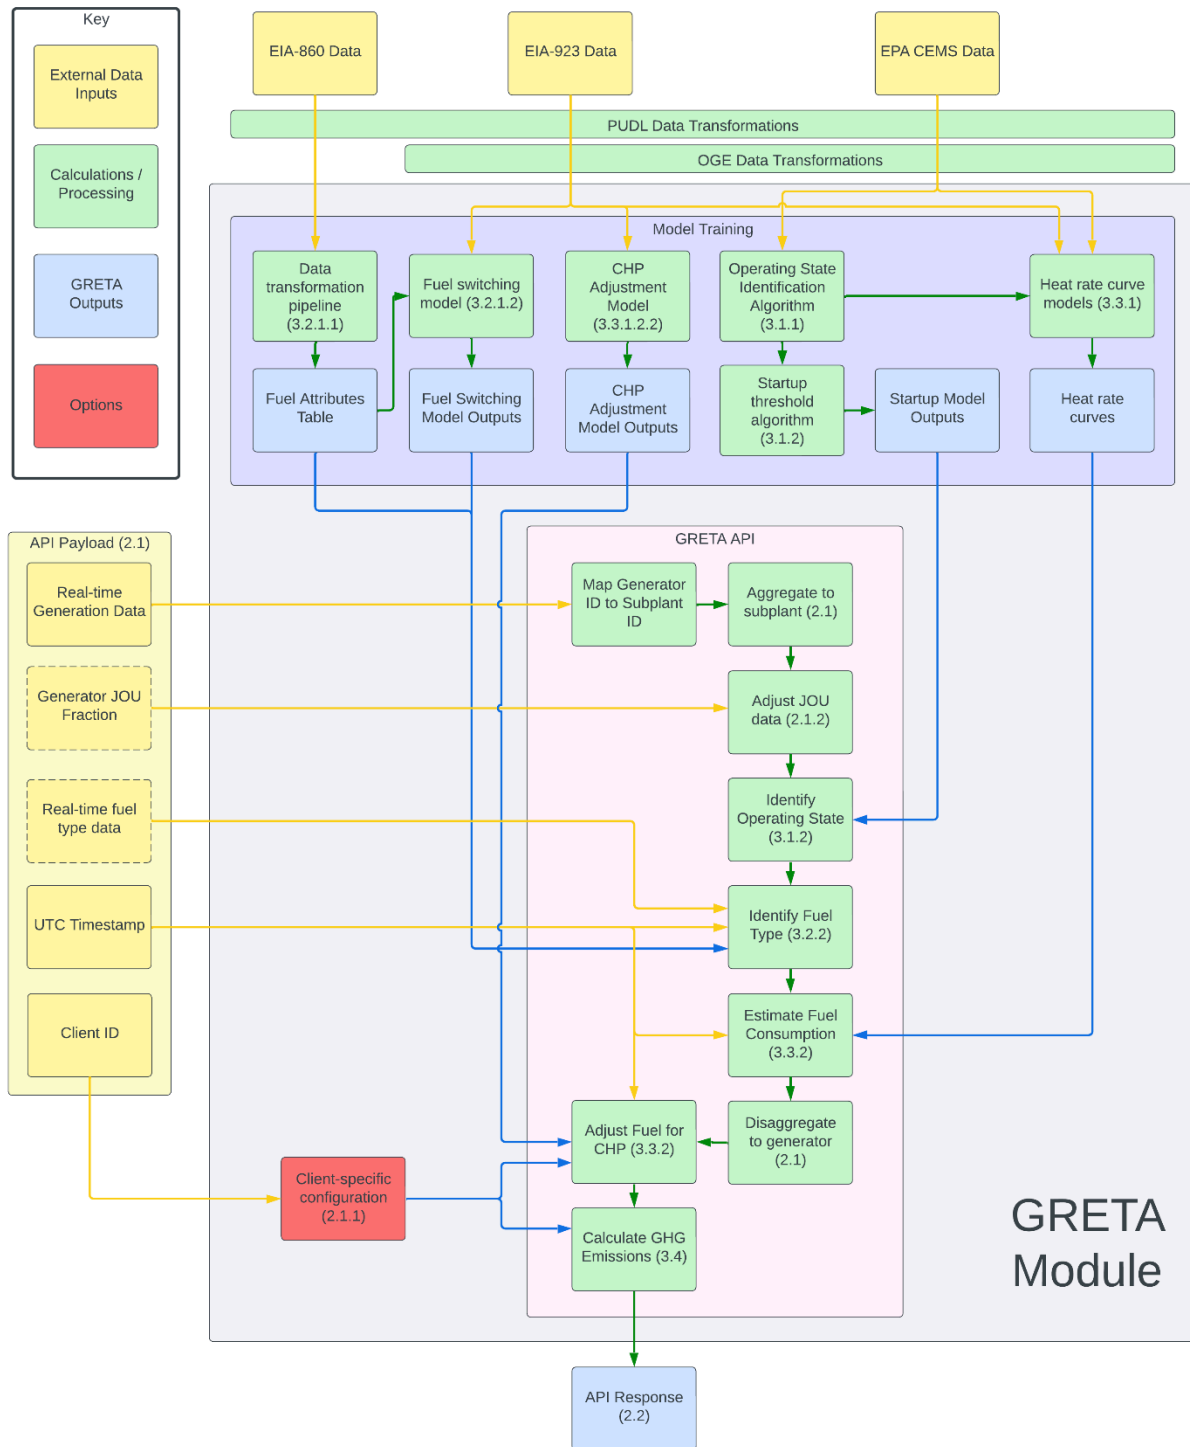 Key
External Data
Inputs
Calculations /
Processing
GRETA
Outputs
Options
EIA-860 Data
EIA-923 Data
EPA CEMS Data
PUDL Data Transformations
OGE Data Transformations
Model Training
Data
transformation
pipeline
(3.2.1.1)
Fuel switching
model (3.2.1.2)
CHP
Adjustment
Model
(3.3.1.2.2)
Operating State
Identification
Algorithm
(3.1.1)
Heat rate curve
models (3.3.1)
Fuel Attributes
Table
Fuel Switching
Model Outputs
CHP
Adjustment
Model Outputs
Startup
threshold
algorithm
(3.1.2)
Startup Model
Outputs
Heat rate
curves
API Payload (2.1)
Real-time
Generation Data
Generator JOU
Fraction
Real-time fuel
type data
UTC Timestamp
Client ID
GRETA API
Map Generator
ID to Subplant
ID
Aggregate to
subplant (2.1)
Adjust JOU
data (2.1.2)
Identify
Operating State
(3.1.2)
Identify Fuel
Type (3.2.2)
Estimate Fuel
Consumption
(3.3.2)
Disaggregate
to generator
(2.1)
Adjust Fuel for
CHP (3.3.2)
Client-specific
configuration
(2.1.1)
Calculate GHG
Emissions (3.4)
GRETA
Module
API Response
(2.2)